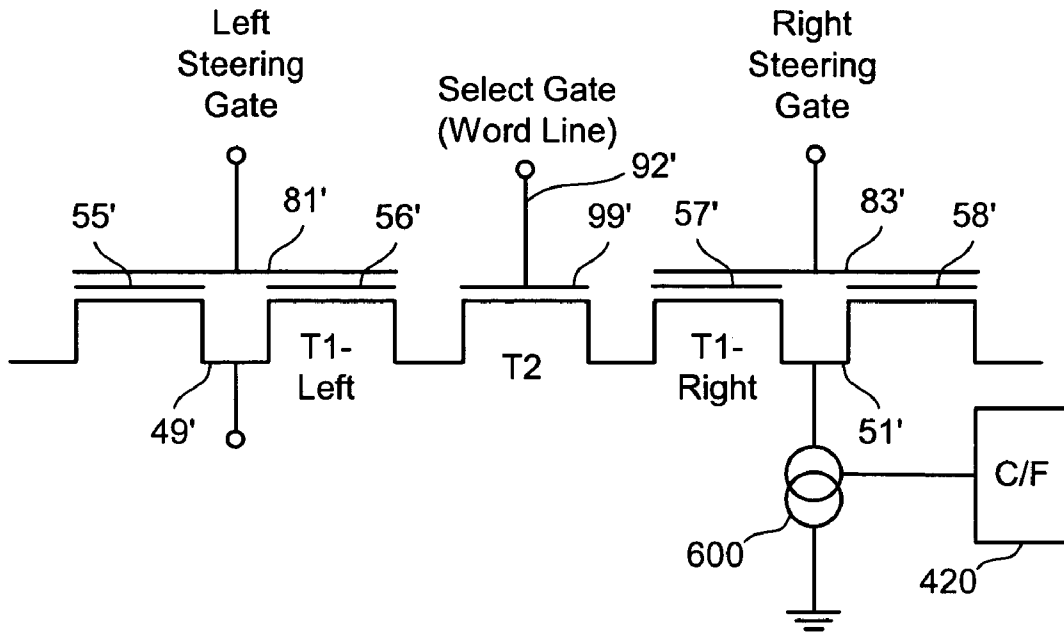 Left
Steering
Gate
Right
Steering
Gate
Select Gate
(Word Line)
92'
55'
81'
56'
99'
57'
83'
58'
T1-
Left
T2
T1-
Right
49'
51'
C/F
600
420